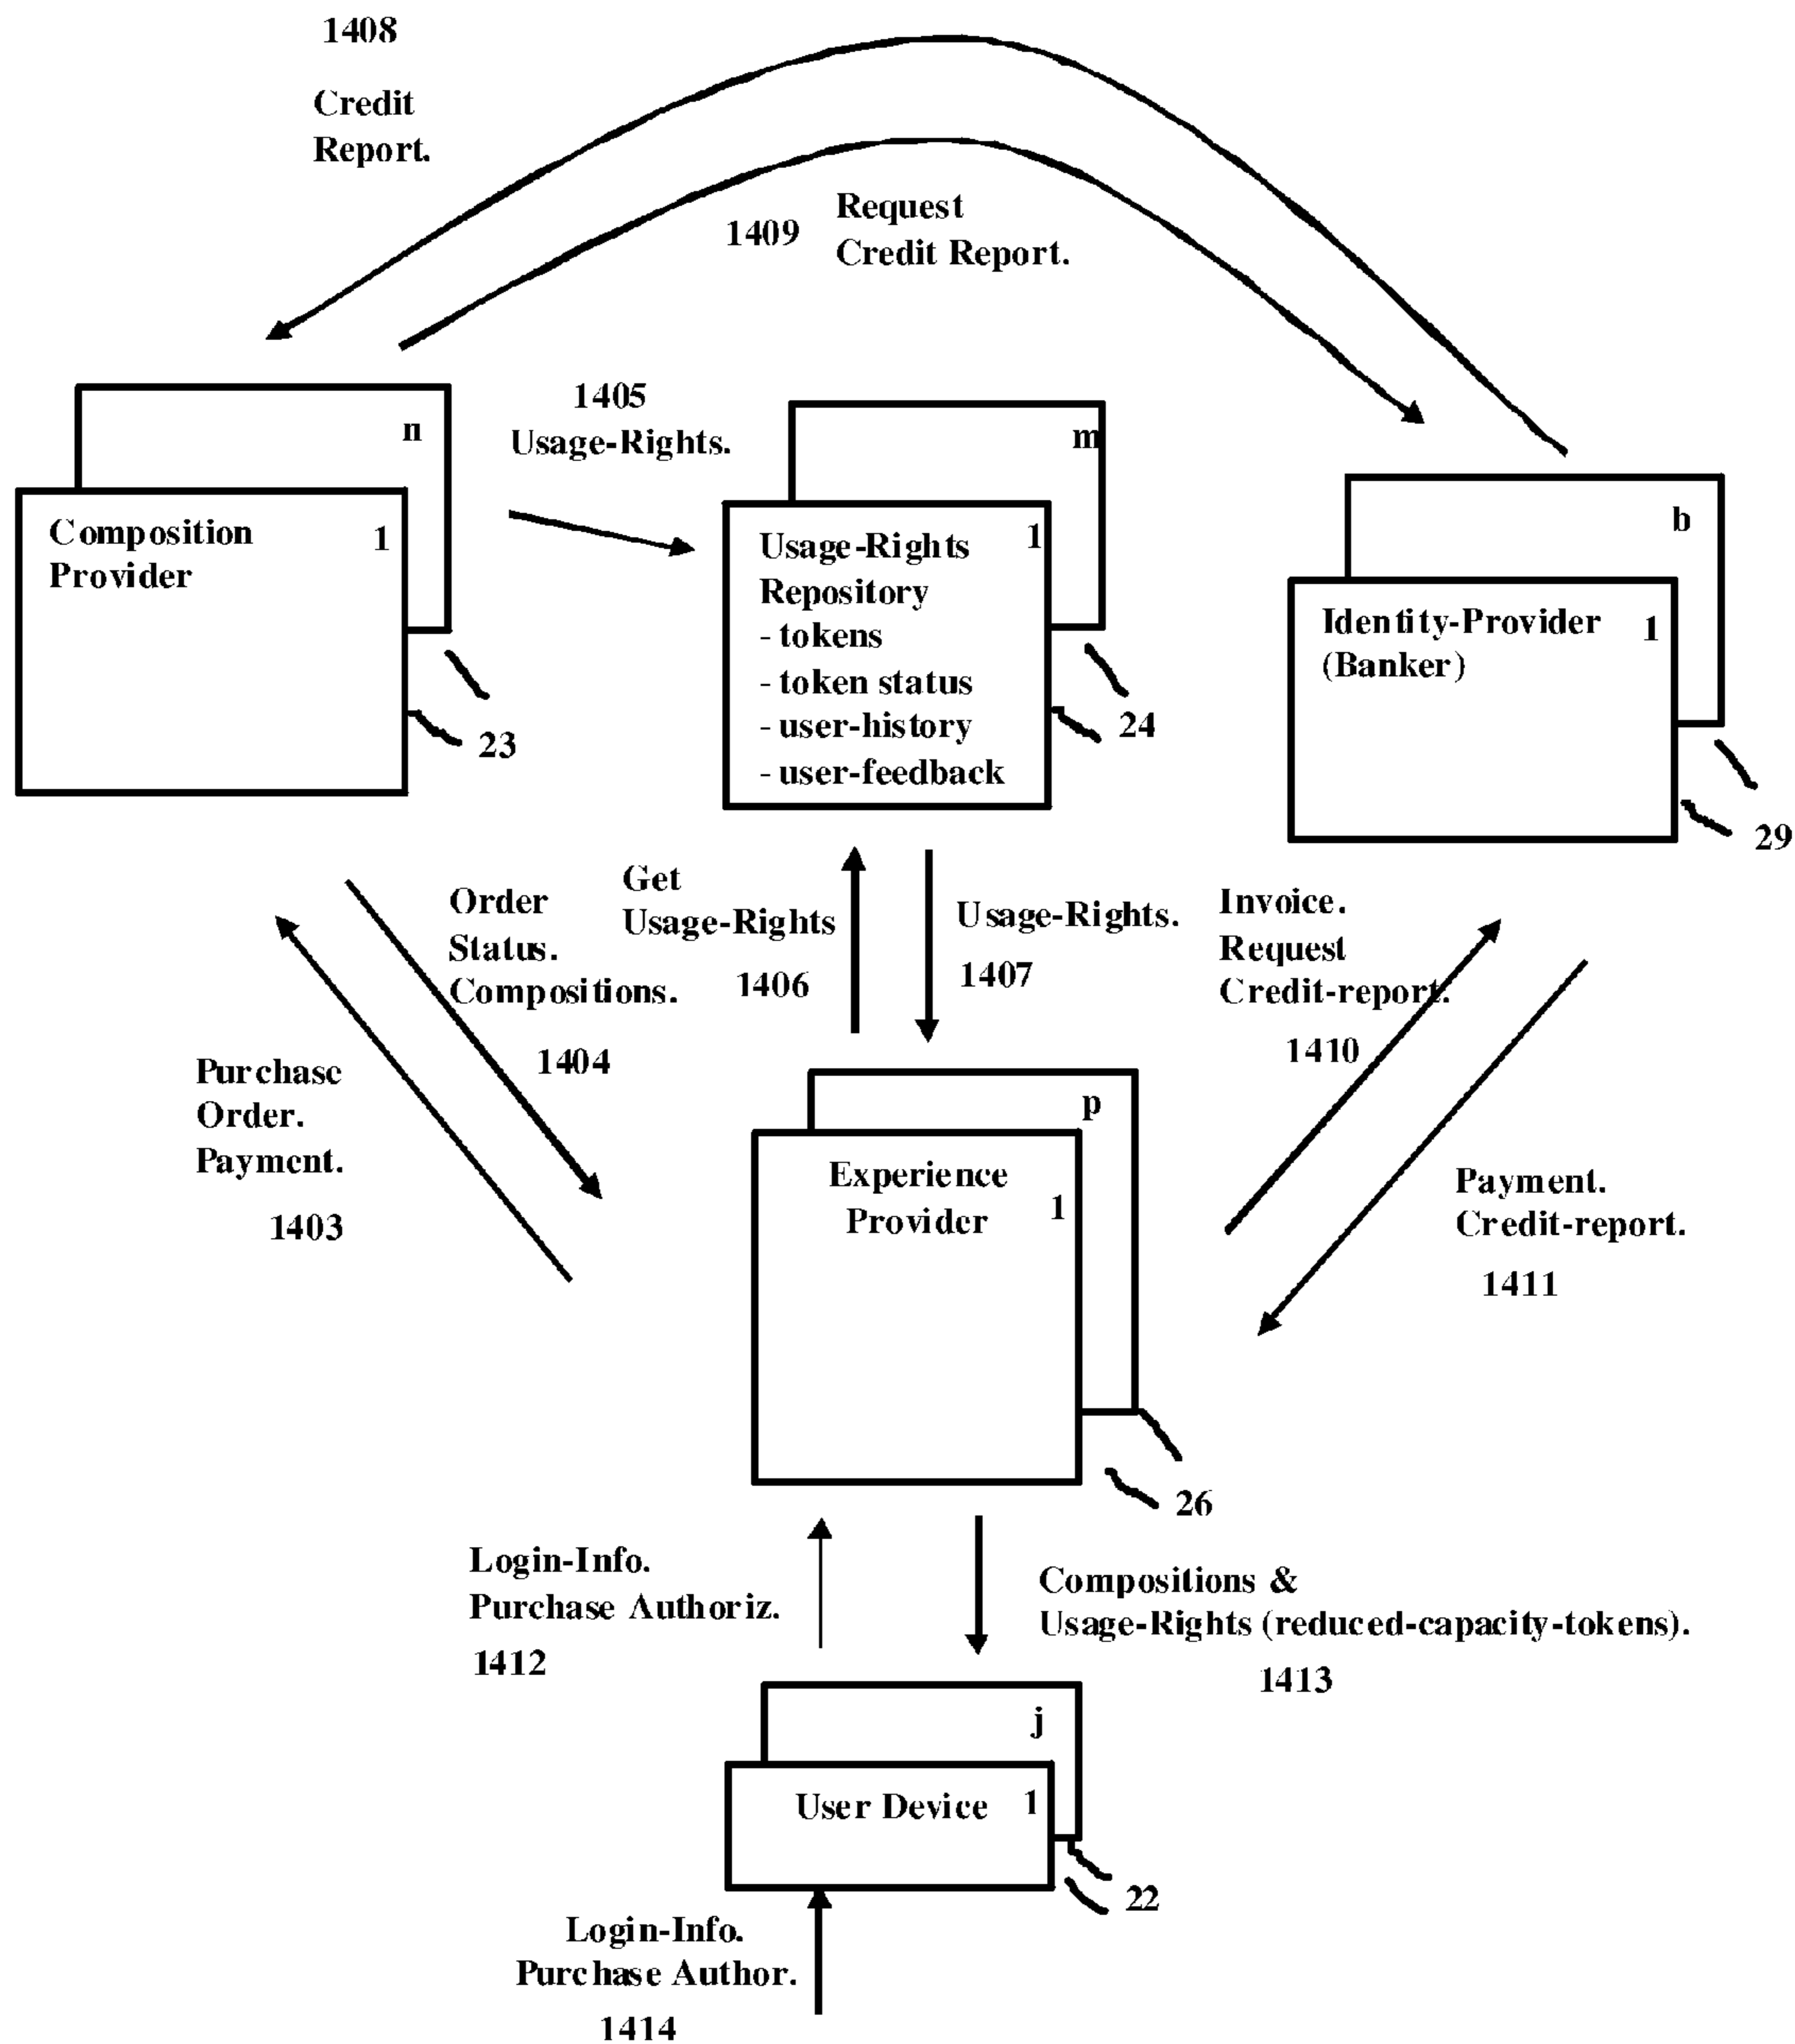 1408
Credit
Report.
1409
Request
Credit Report.
n
1
Composition
Provider
23
1405
Usage-Rights.
m
1
Usage-Rights
Repository
- tokens
- token status
- user-history
- user-feedback
24
b
1
Identity-Provider
(Banker)
29
Order
Status.
Compositions.
1404
Purchase
Order.
Payment.
1403
Get
Usage-Rights
1406
Usage-Rights.
1407
Invoice.
Request
Credit-report.
1410
Payment.
Credit-report.
1411
p
1
Experience
Provider
26
Login-Info.
Purchase Authoriz.
1412
Compositions &
Usage-Rights (reduced-capacity-tokens).
1413
j
User Device 1
22
Login-Info.
Purchase Author.
1414